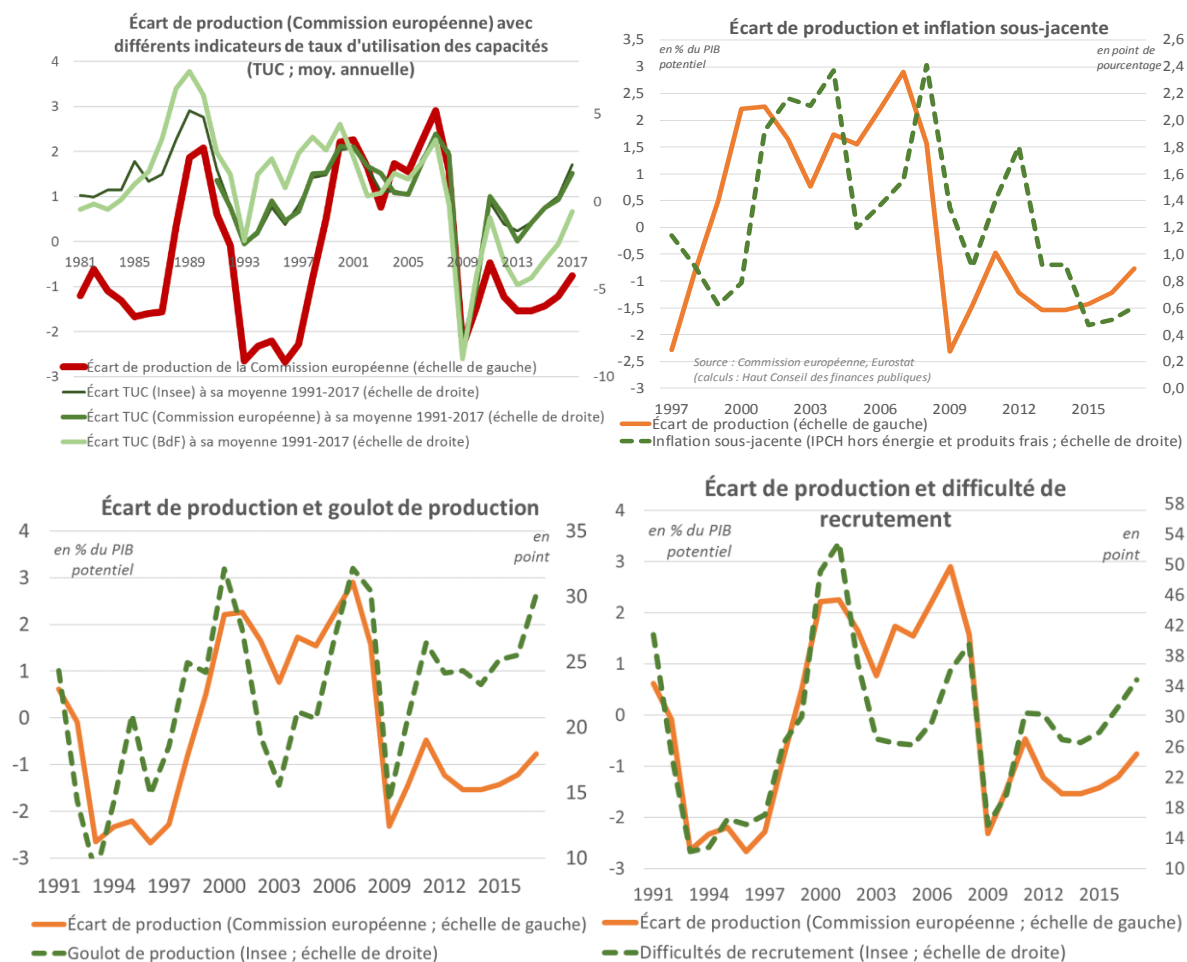 Écart de production (Commission européenne) avec
différents indicateurs de taux d'utilisation des capacités
(TUC ; moy. annuelle)
4
3
2
1
0
-1
-2
-3
5
0
-5
-10
1981 1985 1989 1993 1997 2001 2005 2009 2013 2017
Écart de production de la Commission européenne (échelle de gauche)
Écart TUC (Insee) à sa moyenne 1991-2017 (échelle de droite)
Écart TUC (Commission européenne) à sa moyenne 1991-2017 (échelle de droite)
Écart TUC (BdF) à sa moyenne 1991-2017 (échelle de droite)
Écart de production et inflation sous-jacente
en % du PIB
potentiel
en point de
pourcentage
3,5
3
2,5
2
1,5
1
0,5
0
-0,5
-1
-1,5
-2
-2,5
-3
2,6
2,4
2,2
2,0
1,8
1,6
1,4
1,2
1,0
0,8
0,6
0,4
0,2
0,0
Source : Commission européenne, Eurostat
(calculs : Haut Conseil des finances publiques)
1997 2000 2003 2006 2009 2012 2015
Écart de production (échelle de gauche)
Inflation sous-jacente (IPCH hors énergie et produits frais ; échelle de droite)
Écart de production et goulot de production
en % du PIB
potentiel
en
point
4
3
2
1
0
-1
-2
-3
35
30
25
20
15
10
1991 1994 1997 2000 2003 2006 2009 2012 2015
Écart de production (Commission européenne ; échelle de gauche)
Goulot de production (Insee ; échelle de droite)
Écart de production et difficulté de
recrutement
en % du PIB
potentiel
en
point
4
3
2
1
0
-1
-2
-3
58
54
50
46
42
38
34
30
26
22
18
14
10
1991 1994 1997 2000 2003 2006 2009 2012 2015
Écart de production (Commission européenne ; échelle de gauche)
Difficultés de recrutement (Insee ; échelle de droite)